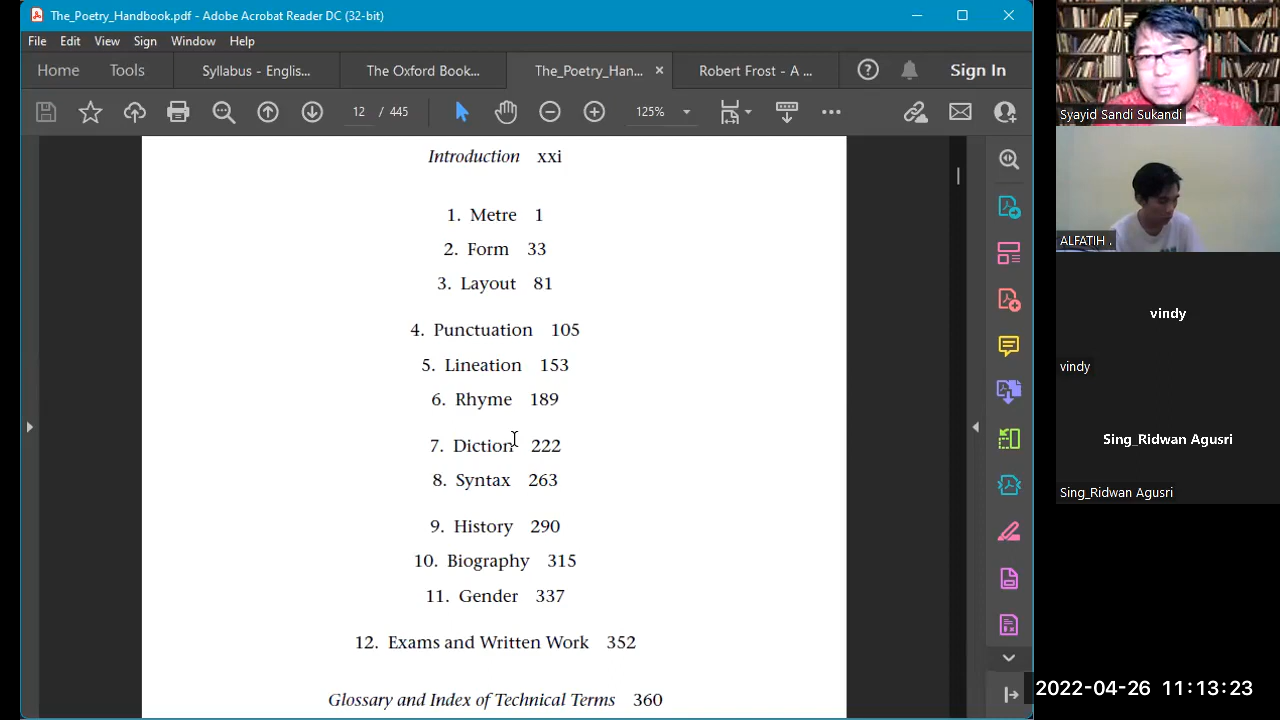 The_Poetry_Handbook.pdf - Adobe Acrobat Reader DC (32-bit)
File Edit View Sign Window Help
Home Tools Syllabus - Englis... The Oxford Book... The_Poetry_Han... Robert Frost - A ... Sign In
12 / 445 125%
Introduction xxi
1. Metre 1
2. Form 33
3. Layout 81
4. Punctuation 105
5. Lineation 153
6. Rhyme 189
7. Diction 222
8. Syntax 263
9. History 290
10. Biography 315
11. Gender 337
12. Exams and Written Work 352
Glossary and Index of Technical Terms 360
Syayid Sandi Sukandi
ALFATIH .
vindy
vindy
Sing_Ridwan Agusri
Sing_Ridwan Agusri
2022-04-26 11:13:23